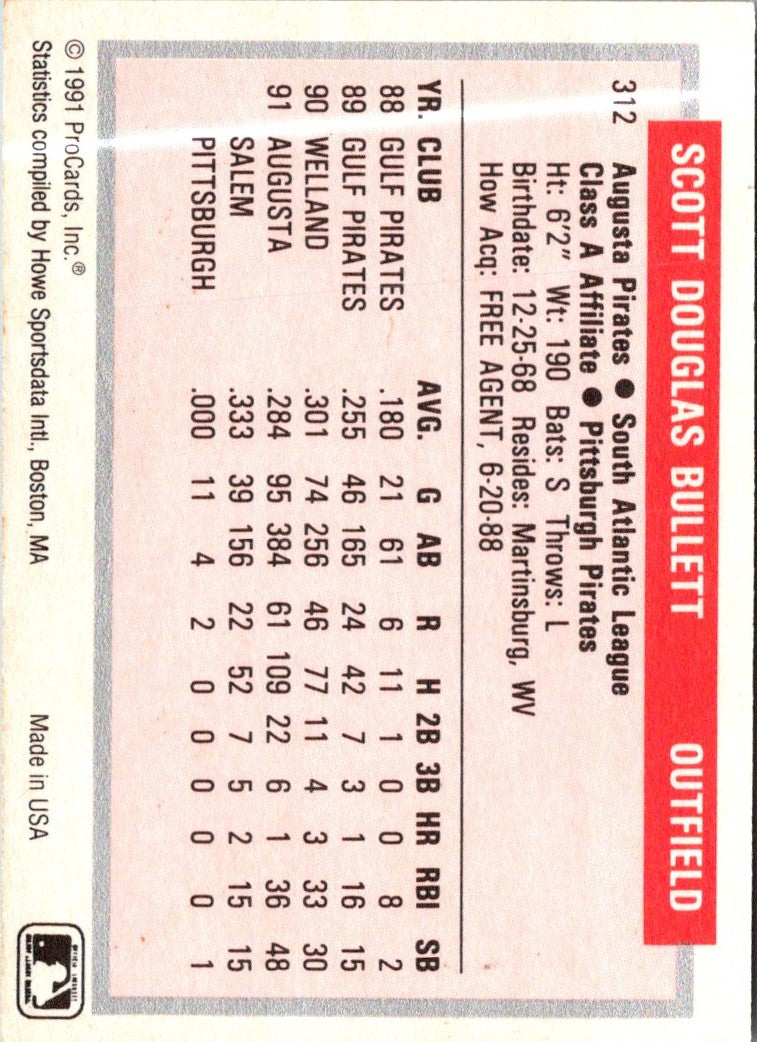 SCOTT DOUGLAS BULLETT OUTFIELD
312 Augusta Pirates ● South Atlantic League
Class A Affiliate ● Pittsburgh Pirates
Ht: 6'2" Wt: 190 Bats: S Throws: L
Birthdate: 12-25-68 Resides: Martinsburg, WV
How Acq: FREE AGENT, 6-20-88
YR. CLUB AVG. G AB R H 2B 3B HR RBI SB
88 GULF PIRATES .180 21 61 6 11 1 0 0 8 2
89 GULF PIRATES .255 46 165 24 42 7 3 1 16 15
90 WELLAND .301 74 256 46 77 11 4 3 33 30
91 AUGUSTA .284 95 384 61 109 22 6 1 36 48
SALEM .333 39 156 22 52 7 5 2 15 15
PITTSBURGH .000 11 4 2 0 0 0 0 0 1
© 1991 ProCards, Inc.®
Statistics compiled by Howe Sportsdata Intl., Boston, MA Made in USA